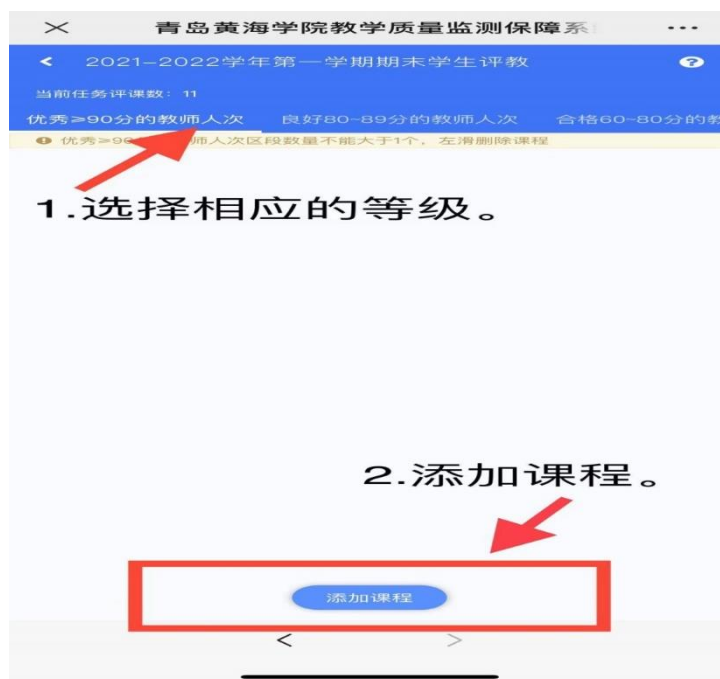 青岛黄海学院教学质量监测保障系
2021-2022学年第一学期期末学生评教
当前任务评课数: 11
优秀≥90分的教师人次 良好80-89分的教师人次 合格60-80分的教
优秀≥90 师人次区段数量不能大于1个，左滑删除课程
1.选择相应的等级。
2.添加课程。
添加课程